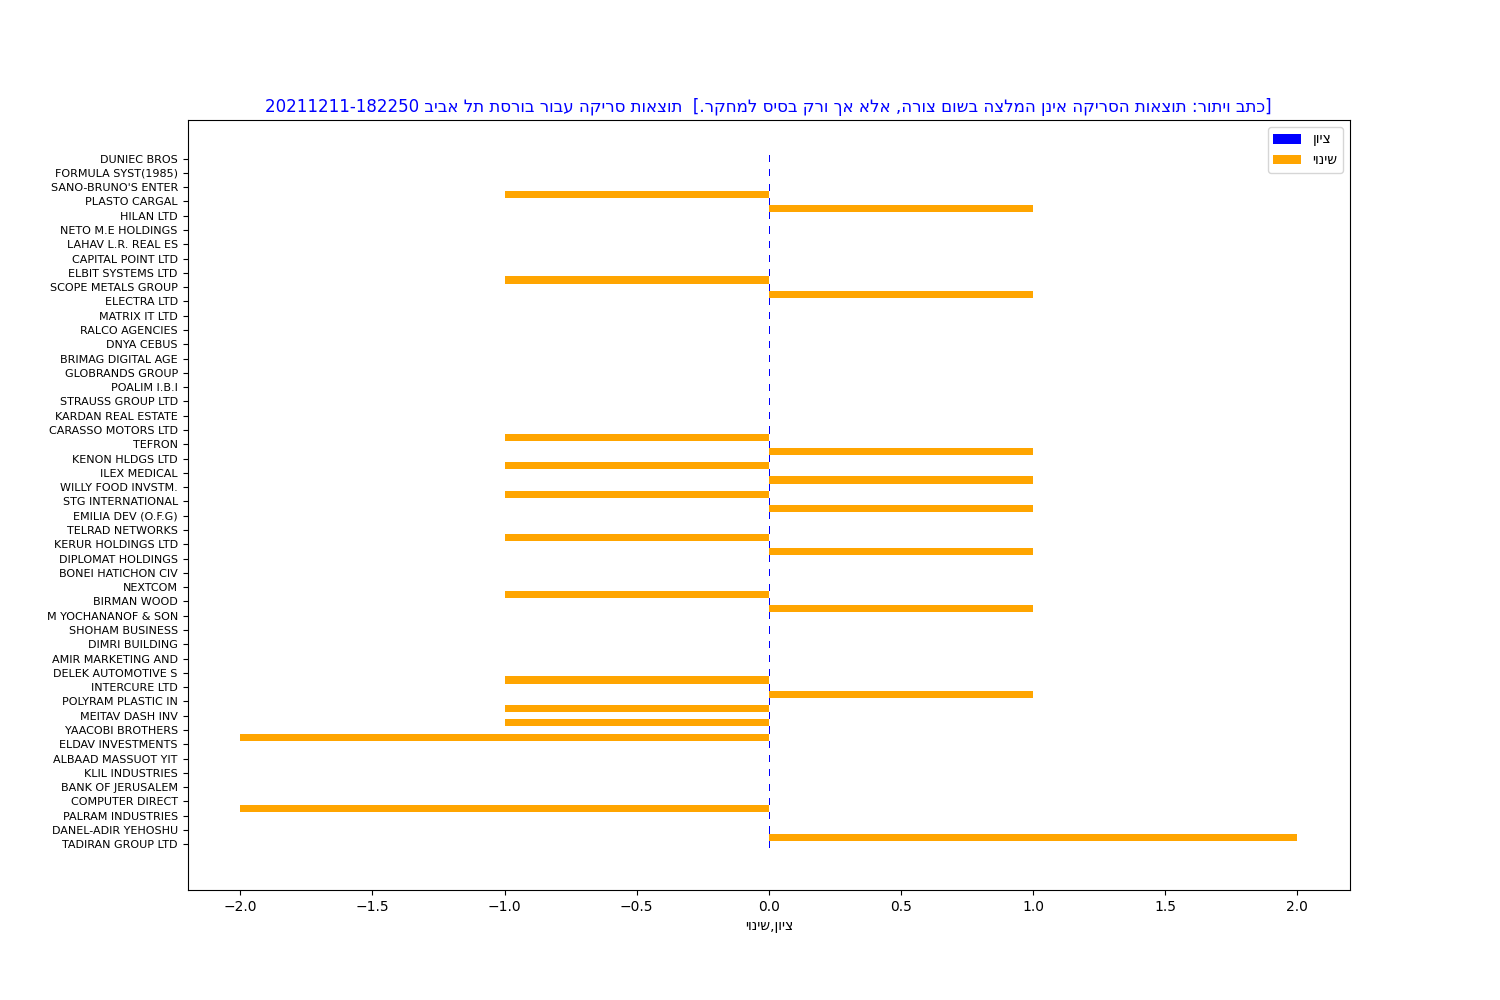 [כתב ויתור: תוצאות הסריקה אינן המלצה בשום צורה, אלא אך ורק בסיס למחקר.] תוצאות סריקה עבור בורסת תל אביב 20211211-182250
ציון
שינוי
DUNIEC BROS
FORMULA SYST(1985)
SANO-BRUNO'S ENTER
PLASTO CARGAL
HILAN LTD
NETO M.E HOLDINGS
LAHAV L.R. REAL ES
CAPITAL POINT LTD
ELBIT SYSTEMS LTD
SCOPE METALS GROUP
ELECTRA LTD
MATRIX IT LTD
RALCO AGENCIES
DNYA CEBUS
BRIMAG DIGITAL AGE
GLOBRANDS GROUP
POALIM I.B.I
STRAUSS GROUP LTD
KARDAN REAL ESTATE
CARASSO MOTORS LTD
TEFRON
KENON HLDGS LTD
ILEX MEDICAL
WILLY FOOD INVSTM.
STG INTERNATIONAL
EMILIA DEV (O.F.G)
TELRAD NETWORKS
KERUR HOLDINGS LTD
DIPLOMAT HOLDINGS
BONEI HATICHON CIV
NEXTCOM
BIRMAN WOOD
M YOCHANANOF & SON
SHOHAM BUSINESS
DIMRI BUILDING
AMIR MARKETING AND
DELEK AUTOMOTIVE S
INTERCURE LTD
POLYRAM PLASTIC IN
MEITAV DASH INV
YAACOBI BROTHERS
ELDAV INVESTMENTS
ALBAAD MASSUOT YIT
KLIL INDUSTRIES
BANK OF JERUSALEM
COMPUTER DIRECT
PALRAM INDUSTRIES
DANEL-ADIR YEHOSHU
TADIRAN GROUP LTD
−2.0 −1.5 −1.0 −0.5 0.0 0.5 1.0 1.5 2.0
ציון,שינוי